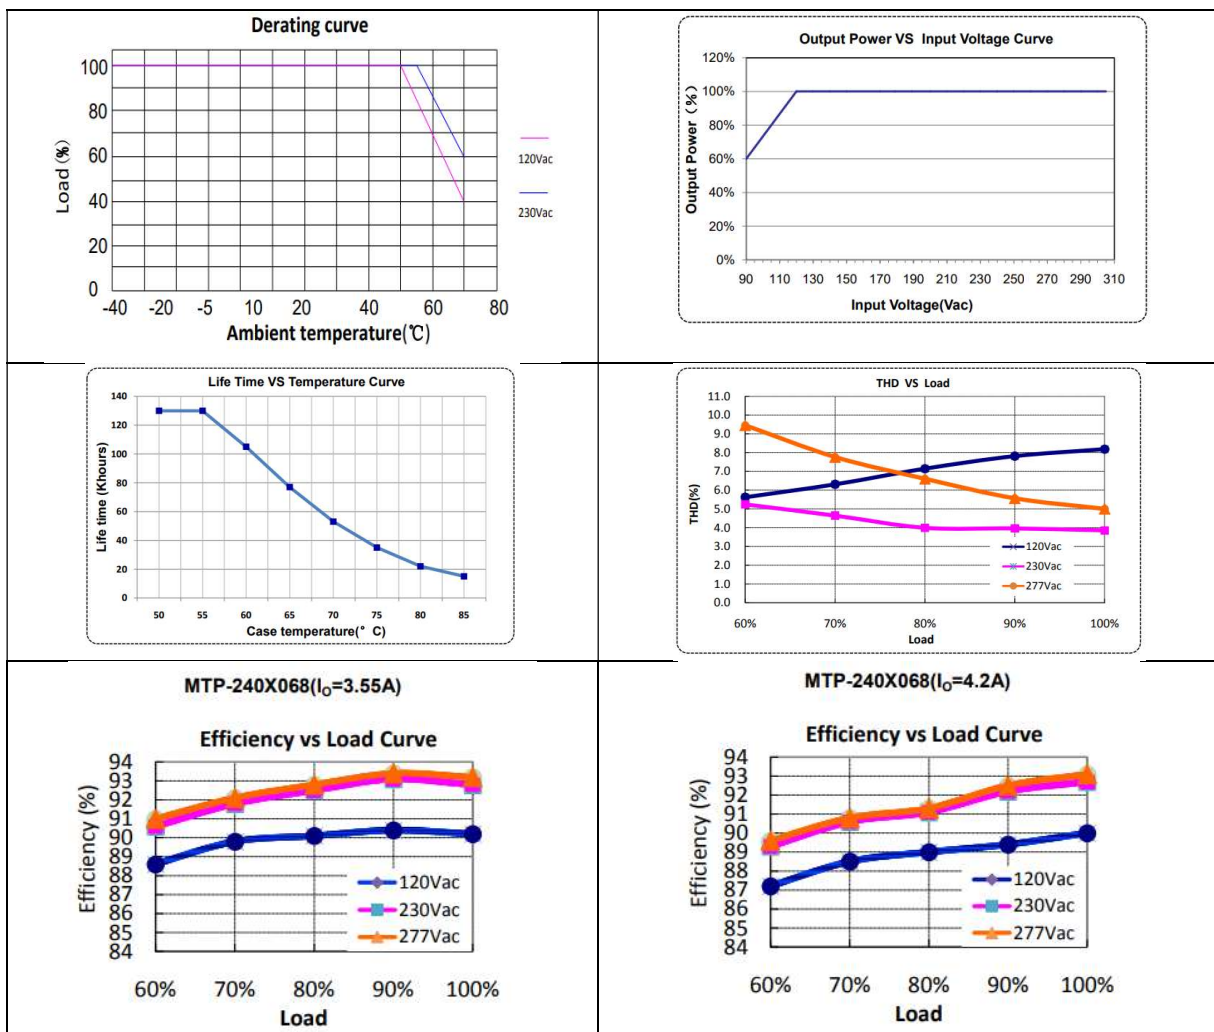 Derating curve
100
80
60
40
20
0
Load (%)
-40 -20 -5 10 20 40 60 80
Ambient temperature(℃)
120Vac
230Vac
Output Power VS Input Voltage Curve
120%
100%
80%
60%
40%
20%
0%
Output Power (%)
90 110 130 150 170 190 210 230 250 270 290 310
Input Voltage(Vac)
Life Time VS Temperature Curve
140
120
100
80
60
40
20
0
Life time (Khours)
50 55 60 65 70 75 80 85
Case temperature(° C)
THD VS Load
11.0
10.0
9.0
8.0
7.0
6.0
5.0
4.0
3.0
2.0
1.0
0.0
THD(%)
120Vac
230Vac
277Vac
60% 70% 80% 90% 100%
Load
MTP-240X068(IO=3.55A)
Efficiency vs Load Curve
94
93
92
91
90
89
88
87
86
85
84
Efficiency (%)
120Vac
230Vac
277Vac
60% 70% 80% 90% 100%
Load
MTP-240X068(IO=4.2A)
Efficiency vs Load Curve
94
93
92
91
90
89
88
87
86
85
84
Efficiency (%)
120Vac
230Vac
277Vac
60% 70% 80% 90% 100%
Load